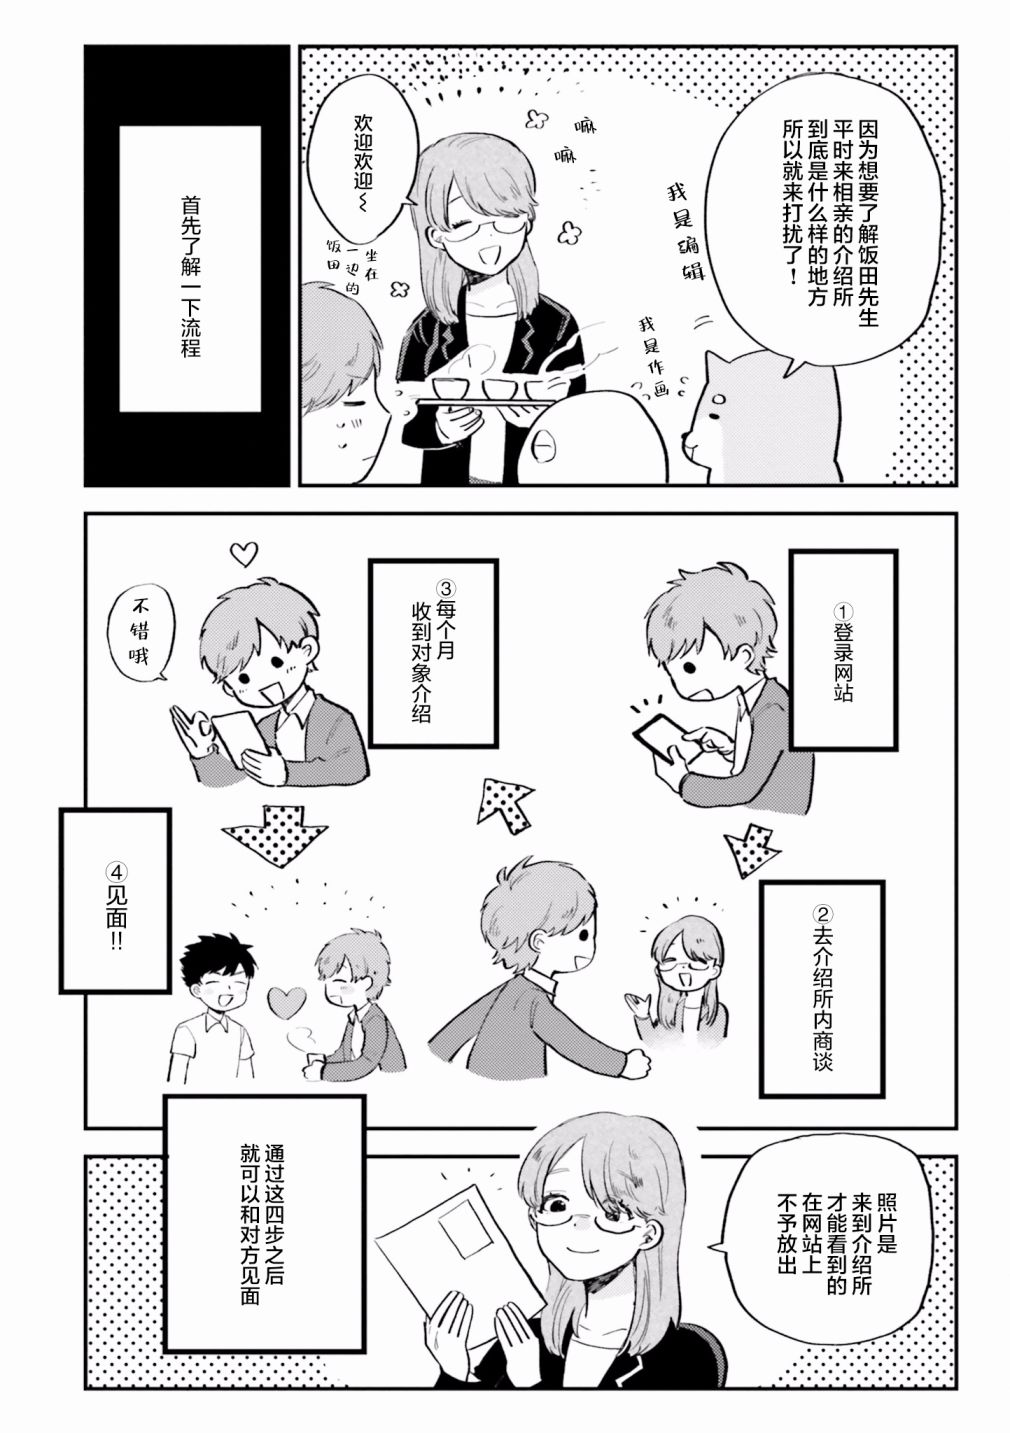 因为想要了解饭田先生
平时来相亲的介绍所
到底是什么样的地方
所以就来打扰了！
我是编辑
我是作画
嘛
嘛
欢迎欢迎~
坐在
一边的
饭田
首先了解一下流程
①登录网站
②去介绍所内商谈
③每个月
收到对象介绍
不错哦
④见面!!
照片是
来到介绍所
才能看到的
在网站上
不予放出
通过这四步之后
就可以和对方见面